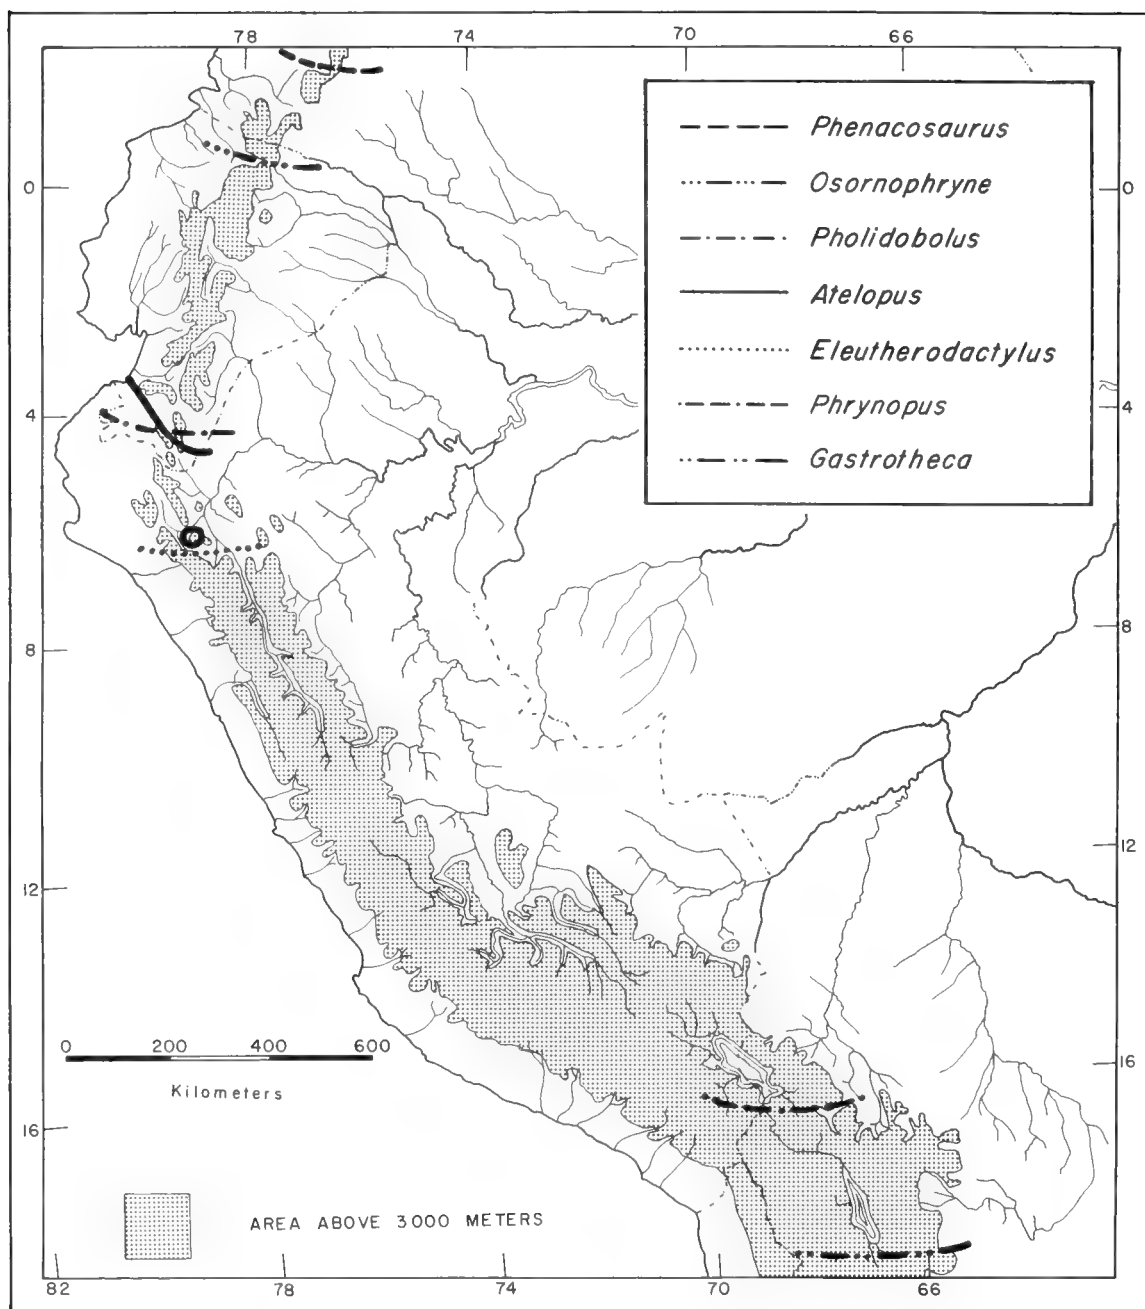 78 74 70 66
Phenacosaurus
Osornophryne
Pholidobolus
Atelopus
Eleutherodactylus
Phrynopus
Gastrotheca
0 0
4 4
8 8
12 12
16 16
0 200 400 600
Kilometers
AREA ABOVE 3000 METERS
82 78 74 70 66